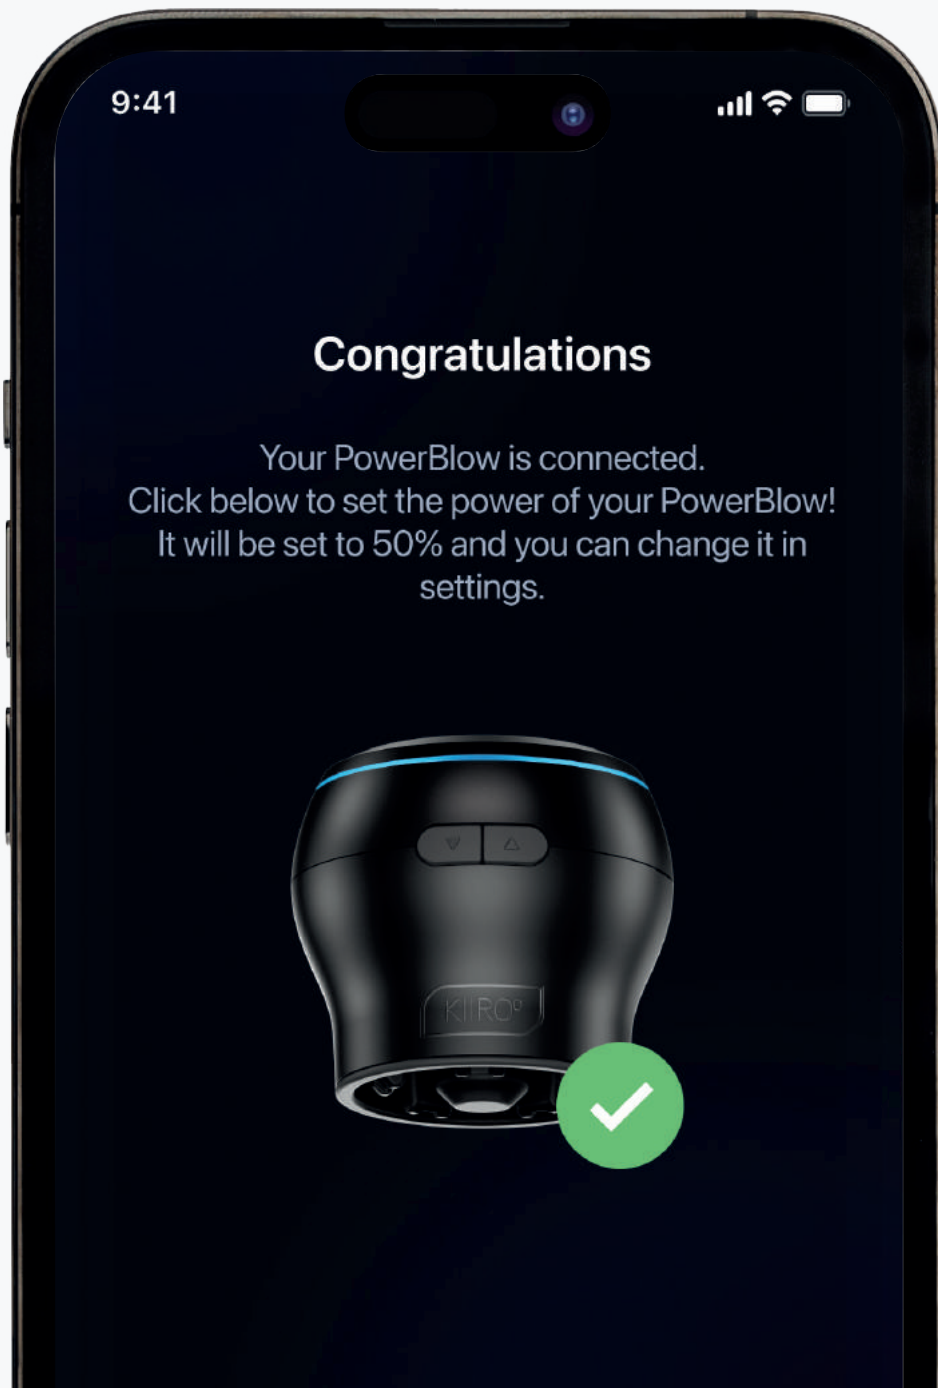 9:41
Congratulations
Your PowerBlow is connected.
Click below to set the power of your PowerBlow!
It will be set to 50% and you can change it in
settings.
KIIROO